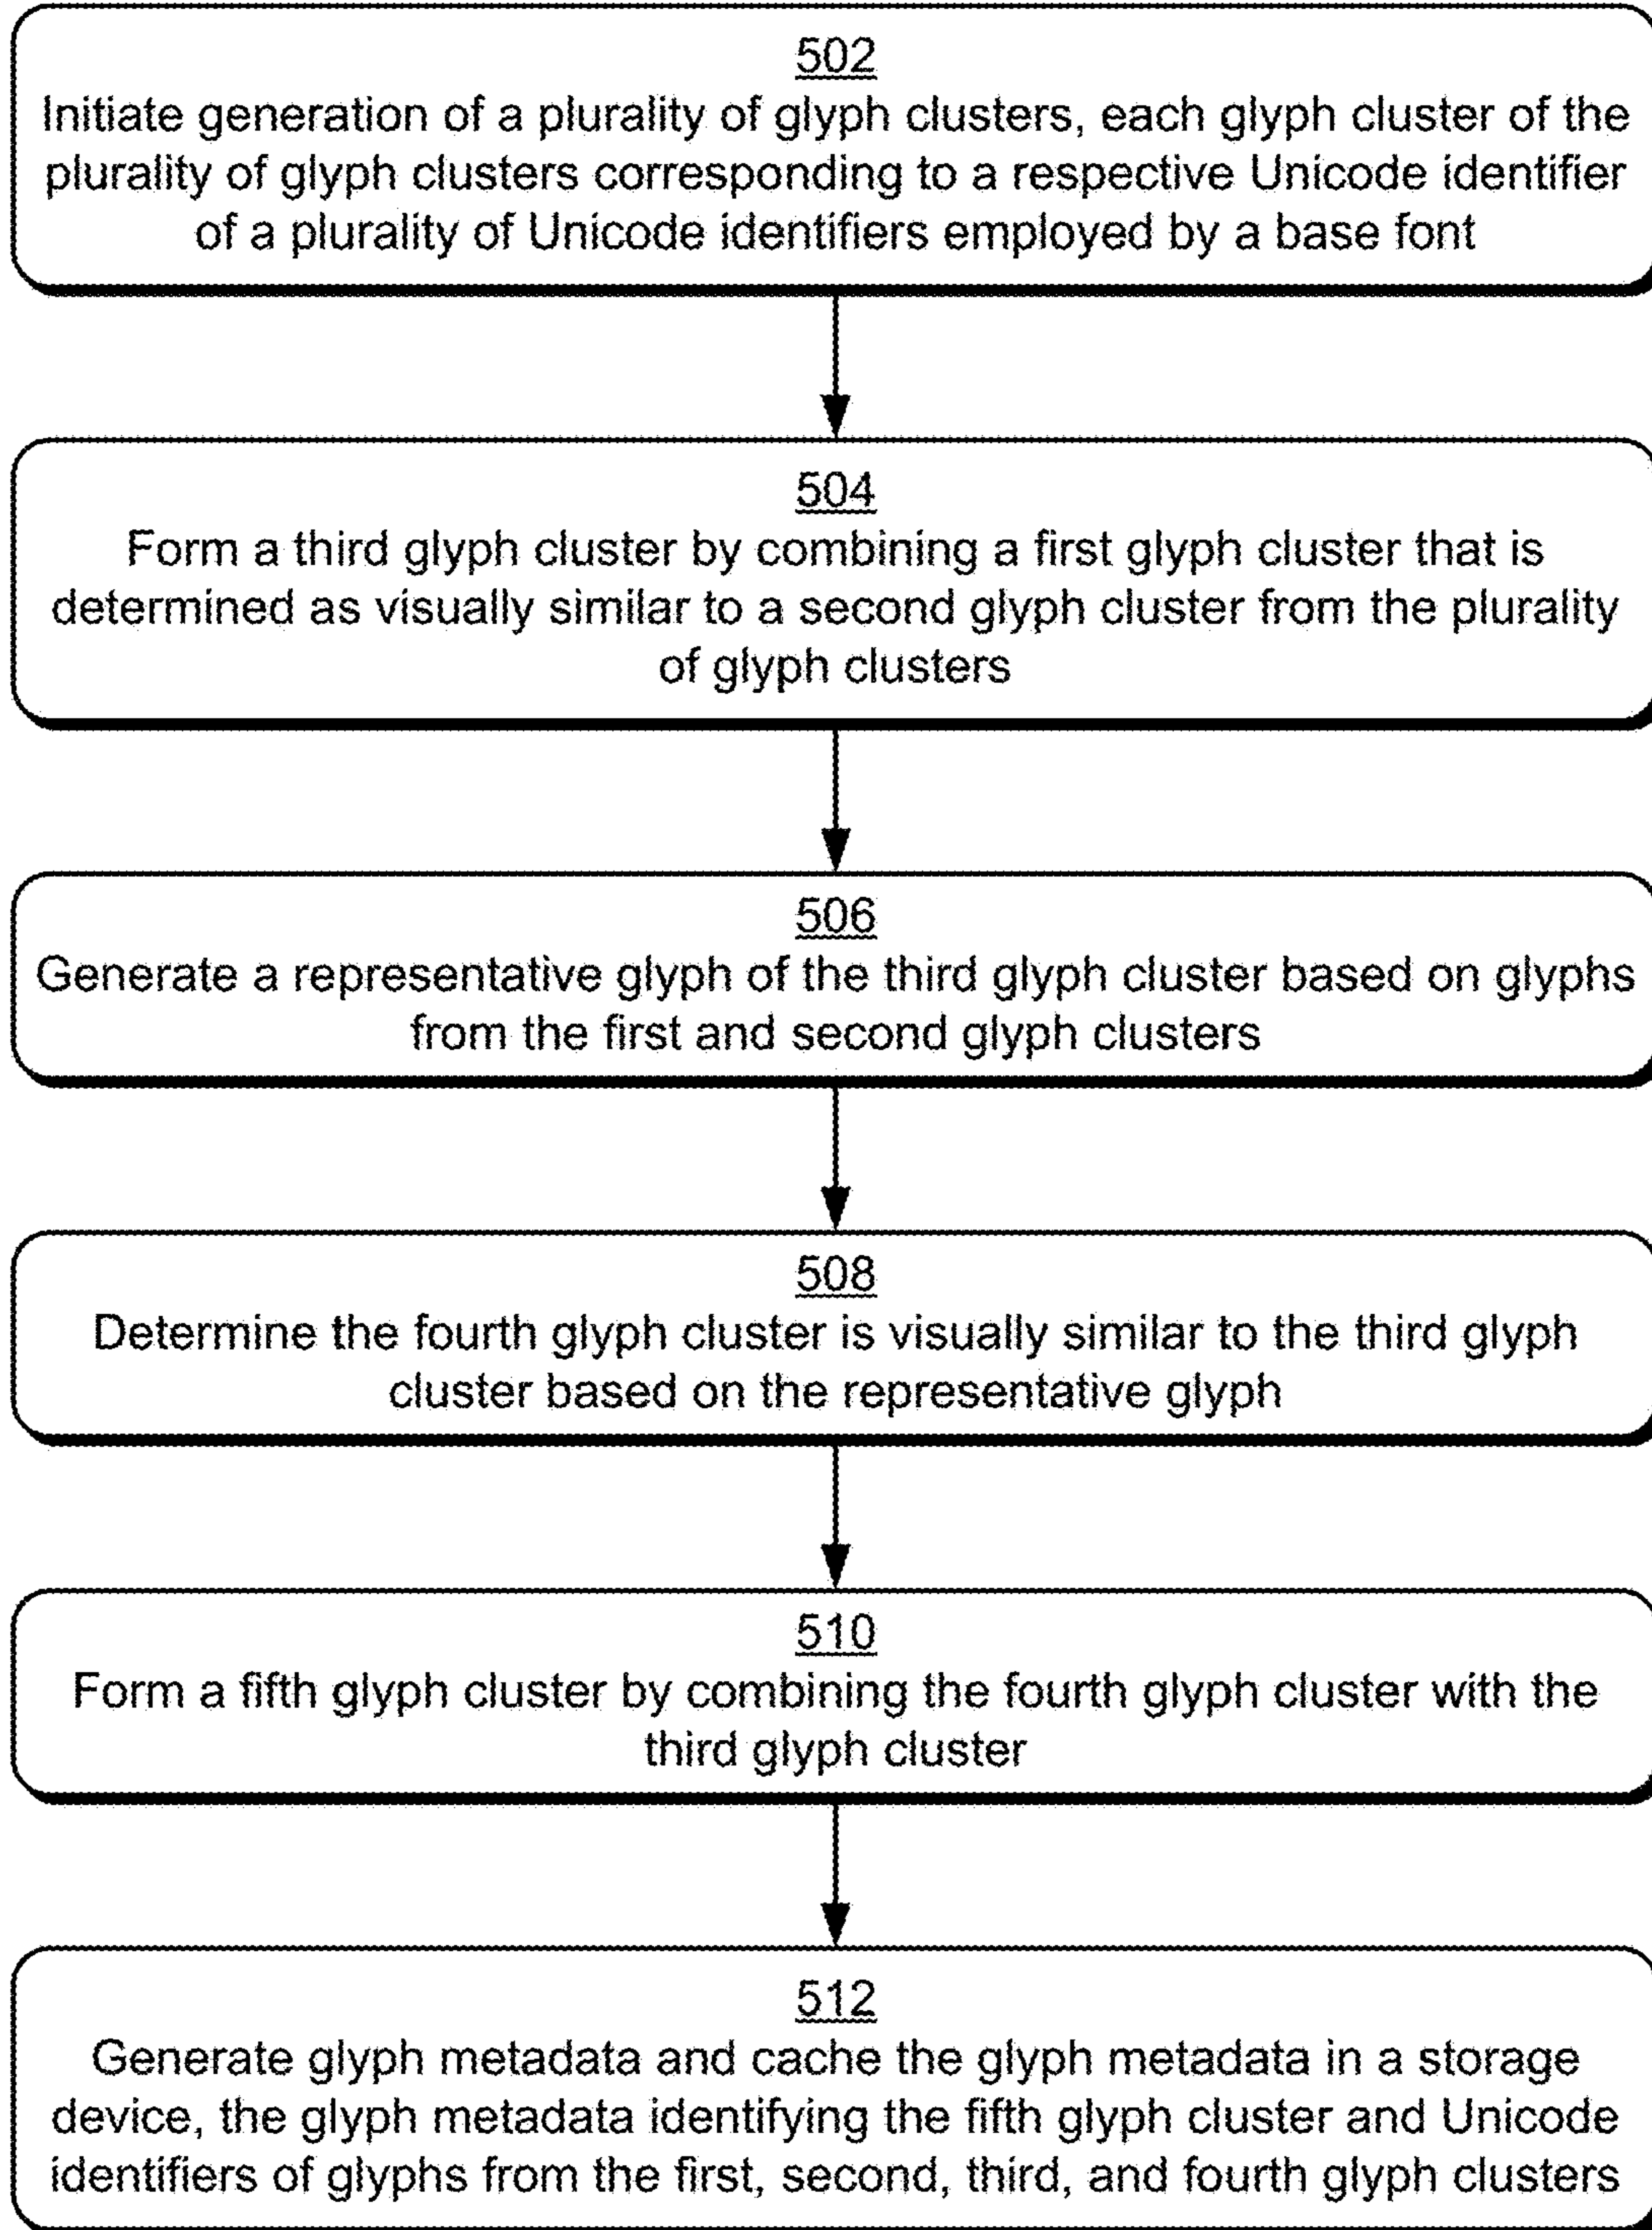 502
Initiate generation of a plurality of glyph clusters, each glyph cluster of the
plurality of glyph clusters corresponding to a respective Unicode identifier
of a plurality of Unicode identifiers employed by a base font
504
Form a third glyph cluster by combining a first glyph cluster that is
determined as visually similar to a second glyph cluster from the plurality
of glyph clusters
506
Generate a representative glyph of the third glyph cluster based on glyphs
from the first and second glyph clusters
508
Determine the fourth glyph cluster is visually similar to the third glyph
cluster based on the representative glyph
510
Form a fifth glyph cluster by combining the fourth glyph cluster with the
third glyph cluster
512
Generate glyph metadata and cache the glyph metadata in a storage
device, the glyph metadata identifying the fifth glyph cluster and Unicode
identifiers of glyphs from the first, second, third, and fourth glyph clusters